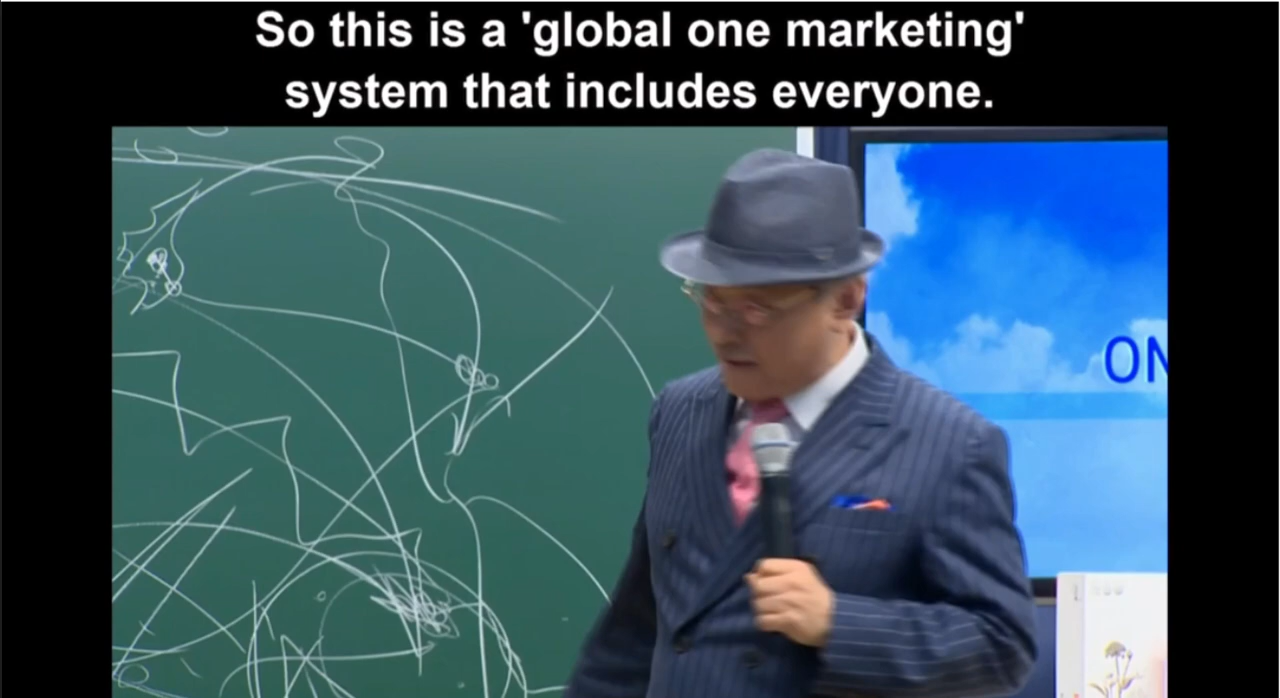 So this is a 'global one marketing'
system that includes everyone.
ON